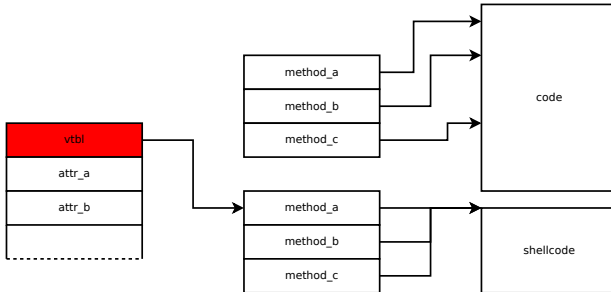 method_a
method_b
method_c
code
vtbl
attr_a
attr_b
method_a
method_b
method_c
shellcode